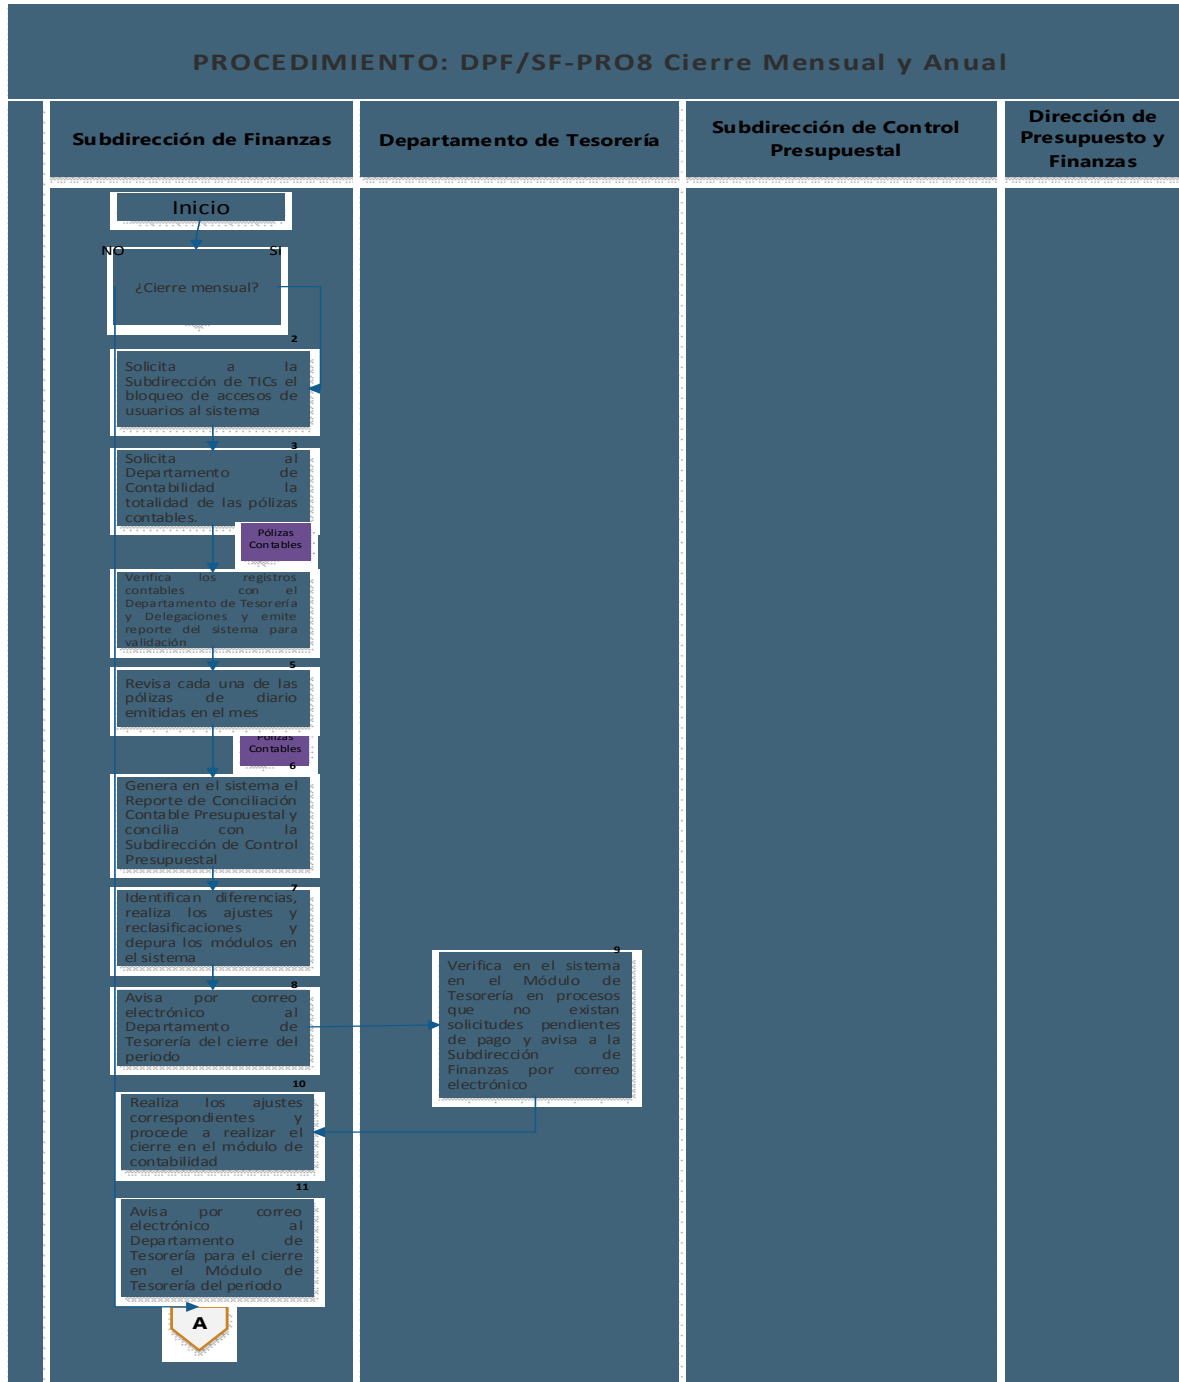 PROCEDIMIENTO: DPF/SF-PRO8 Cierre Mensual y Anual
Subdirección de Finanzas
Departamento de Tesorería
Subdirección de Control
Presupuestal
Dirección de
Presupuesto y
Finanzas
Inicio
NO
SI
¿Cierre mensual?
2
Solicita a la
Subdirección de TICs el
bloqueo de accesos de
usuarios al sistema
3
Solicita al
Departamento de
Contabilidad la
totalidad de las pólizas
contables.
Pólizas
Contables
Verifica los registros
contables con el
Departamento de Tesorería
y Delegaciones y emite
reporte del sistema para
validación
5
Revisa cada una de las
pólizas de diario
emitidas en el mes
Pólizas
Contables
6
Genera en el sistema el
Reporte de Conciliación
Contable Presupuestal y
concilia con la
Subdirección de Control
Presupuestal
7
Identifican diferencias,
realiza los ajustes y
reclasificaciones y
depura los módulos en
el sistema
8
Avisa por correo
electrónico al
Departamento de
Tesorería del cierre del
periodo
9
Verifica en el sistema
en el Módulo de
Tesorería en procesos
que no existan
solicitudes pendientes
de pago y avisa a la
Subdirección de
Finanzas por correo
electrónico
10
Realiza los ajustes
correspondientes y
procede a realizar el
cierre en el módulo de
contabilidad
11
Avisa por correo
electrónico al
Departamento de
Tesorería para el cierre
en el Módulo de
Tesorería del periodo
A